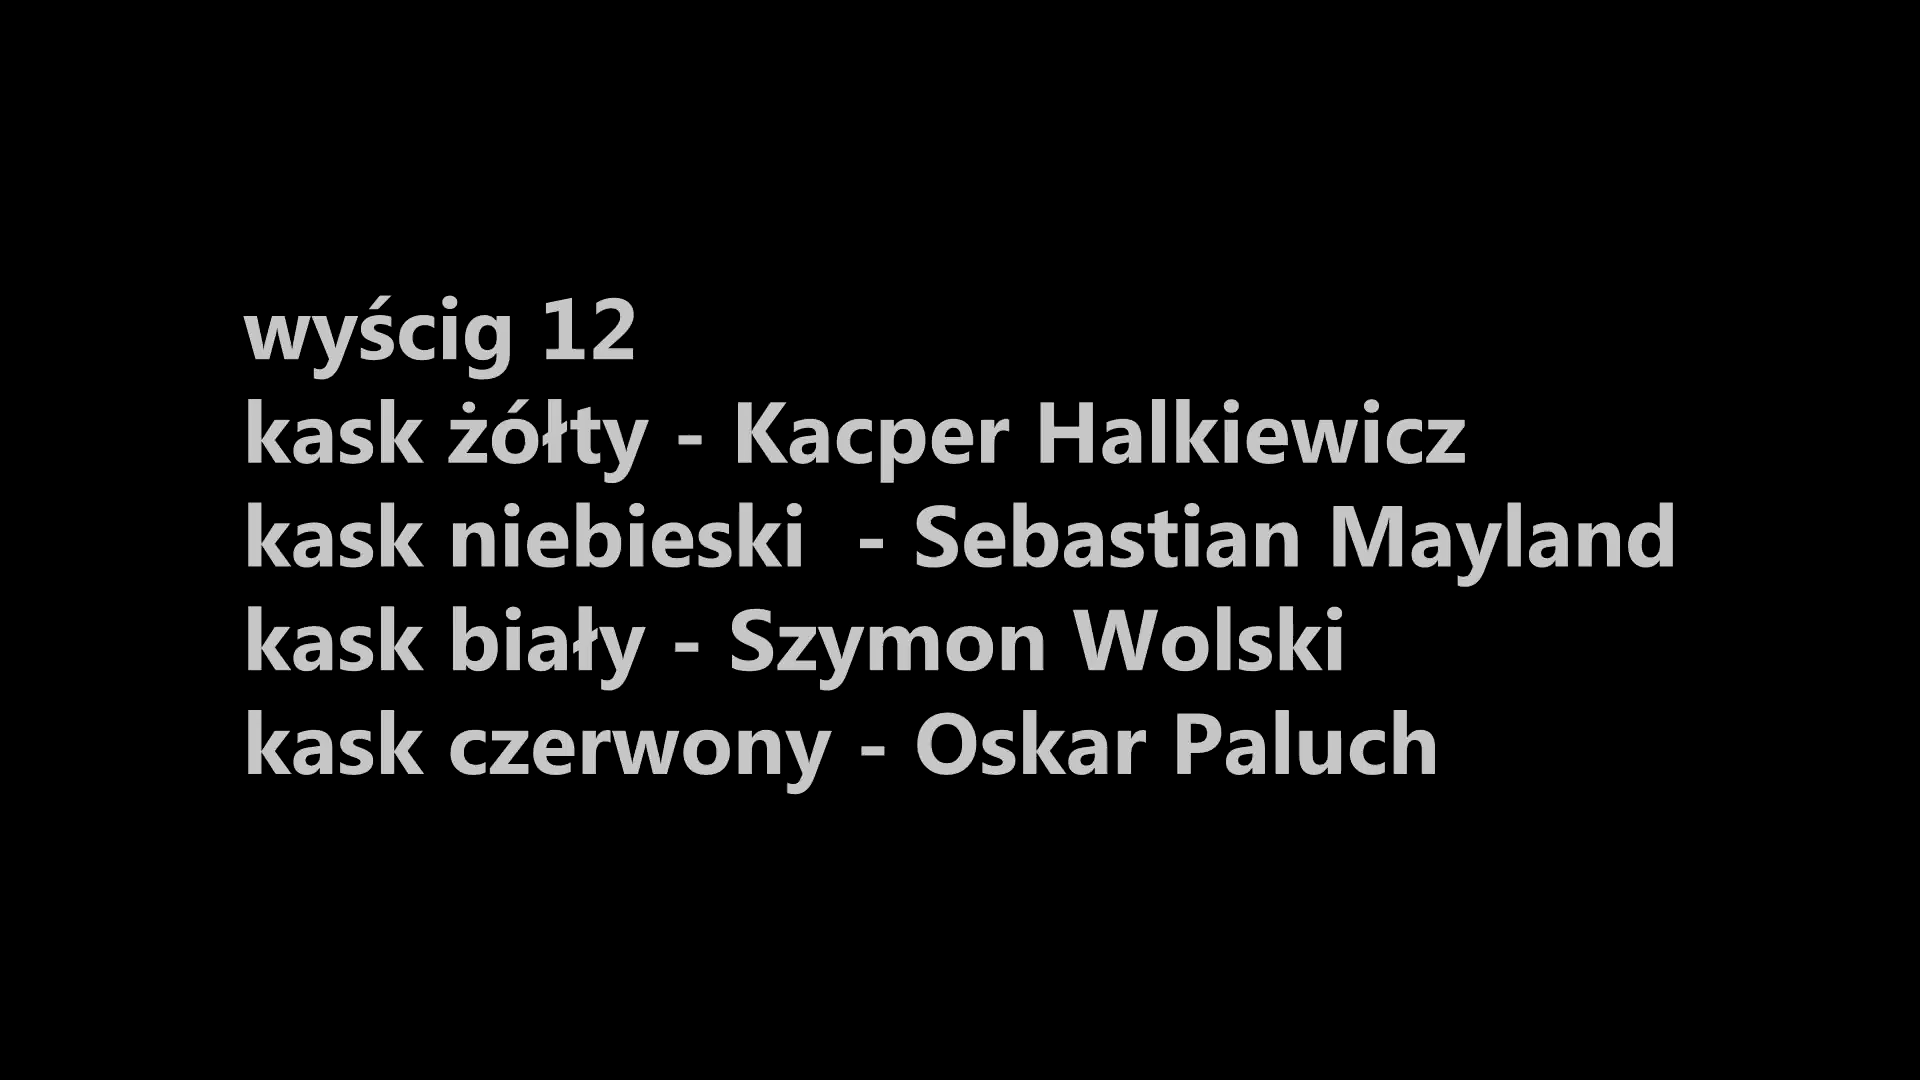 wyścig 12
kask żółty - Kacper Halkiewicz
kask niebieski  - Sebastian Mayland
kask biały - Szymon Wolski
kask czerwony - Oskar Paluch